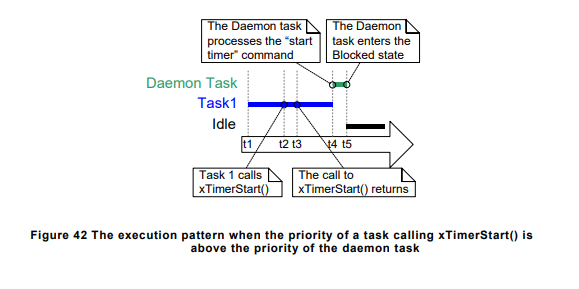 The Daemon task
processes the “start
timer” command
The Daemon
task enters the
Blocked state
Daemon Task
Task1
Idle
t1 t2 t3 t4 t5
Task 1 calls
xTimerStart()
The call to
xTimerStart() returns
Figure 42 The execution pattern when the priority of a task calling xTimerStart() is
above the priority of the daemon task